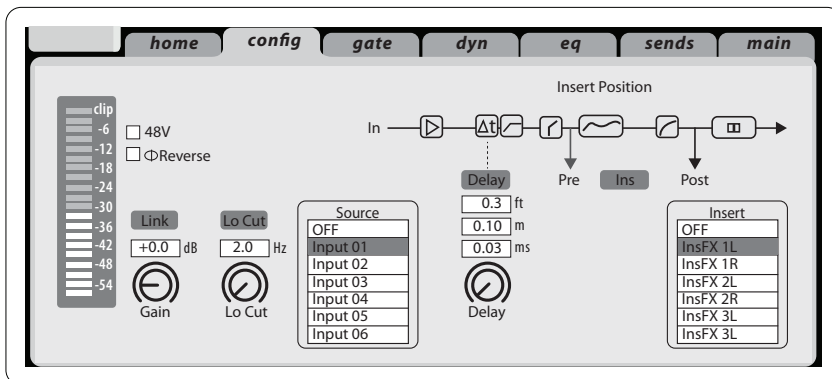 home config gate dyn eq sends main
Insert Position
clip
-6
-12
-18
-24
-30
-36
-42
-48
-54
48V
ΦReverse
In
Δt
Pre
Ins
Post
Link
+0.0 dB
Gain
Lo Cut
2.0 Hz
Lo Cut
Source
OFF
Input 01
Input 02
Input 03
Input 04
Input 05
Input 06
Delay
0.3 ft
0.10 m
0.03 ms
Delay
Insert
OFF
InsFX 1L
InsFX 1R
InsFX 2L
InsFX 2R
InsFX 3L
InsFX 3L